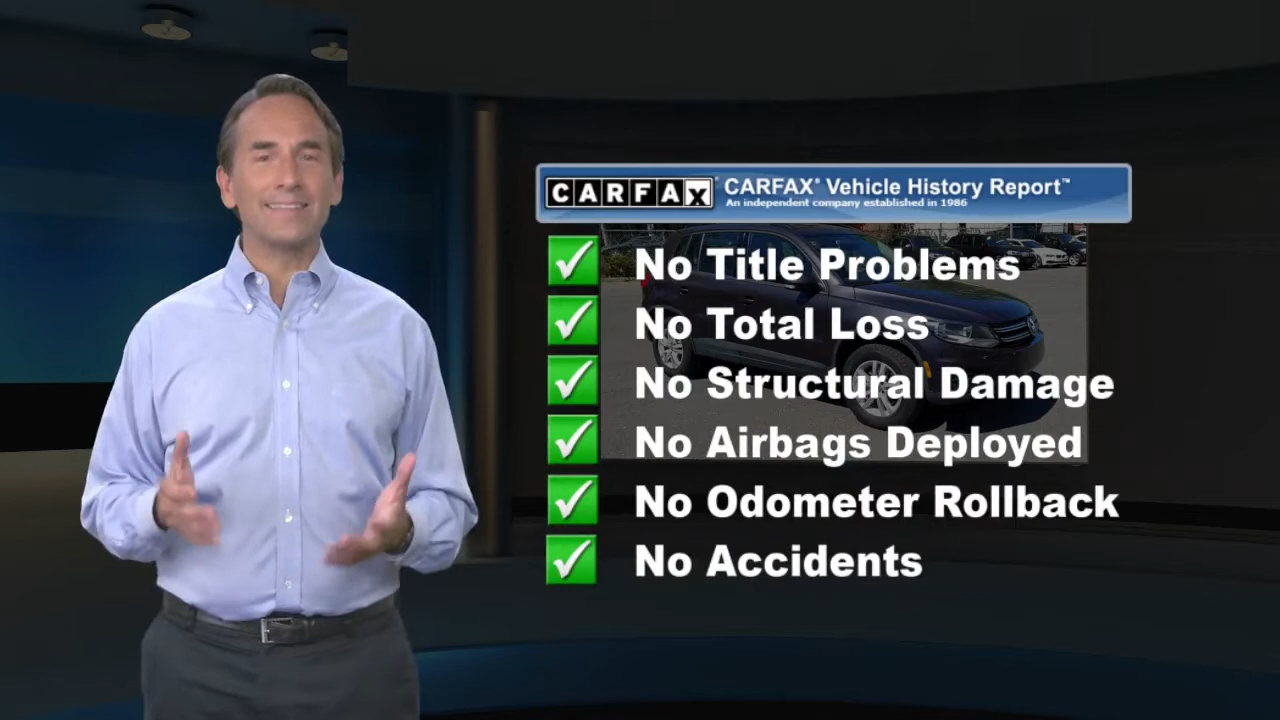 CARFAX
CARFAX® Vehicle History Report™
An independent company established in 1986
No Title Problems
No Total Loss
No Structural Damage
No Airbags Deployed
No Odometer Rollback
No Accidents